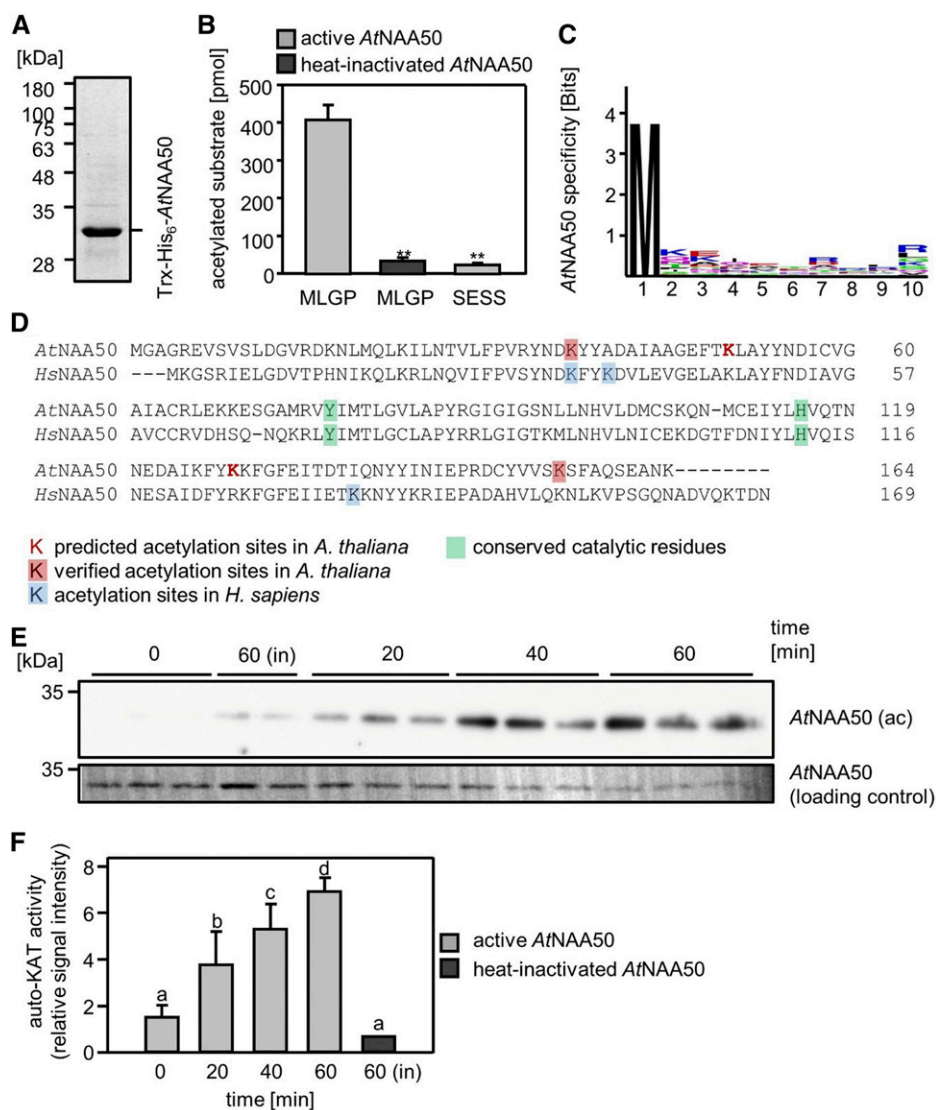 A
[kDa]
180
100
75
63
48
35
28
Trx-His6-AtNAA50
B
active AtNAA50
heat-inactivated AtNAA50
acetylated substrate [pmol]
500
400
300
200
100
0
**
**
MLGP MLGP SESS
C
AtNAA50 specificity [Bits]
4
3
2
1
M
1 2 3 4 5 6 7 8 9 10
D
AtNAA50 MGAGREVSVSLDGVRDKNLMQLKILNTVLFPVRYNDKYYADAIAAGEFTKLAYYNDICVG 60
HsNAA50 ---MKGSRIELGDVTPHNIKQLKRLNQVIFPVSYNDKFYKDVLEVGELAKLAYFNDIAVG 57
AtNAA50 AIACRLEKKESGAMRVYIMTLGVLAPYRGIGIGSNLLNHVLDMCSKQN-MCEIYLHVQTN 119
HsNAA50 AVCCRVDHSQ-NQKRLYIMTLGCLAPYRRLGIGTKMLNHVLNICEKDGTFDNIYLHVQIS 116
AtNAA50 NEDAIKFYKKFGFEITDTIQNYYINIEPRDCYVVSKSFAQSEANK-------- 164
HsNAA50 NESAIDFYRKFGFEIIETKKNYYKRIEPADAHVLQKNLKVPSGQNADVQKTDN 169
K predicted acetylation sites in A. thaliana
K verified acetylation sites in A. thaliana
K acetylation sites in H. sapiens
conserved catalytic residues
E
[kDa]
0 60 (in) 20 40 60
time [min]
35
AtNAA50 (ac)
35
AtNAA50 (loading control)
F
auto-KAT activity
(relative signal intensity)
8
6
4
2
0
a
b
c
d
a
0 20 40 60 60 (in)
time [min]
active AtNAA50
heat-inactivated AtNAA50